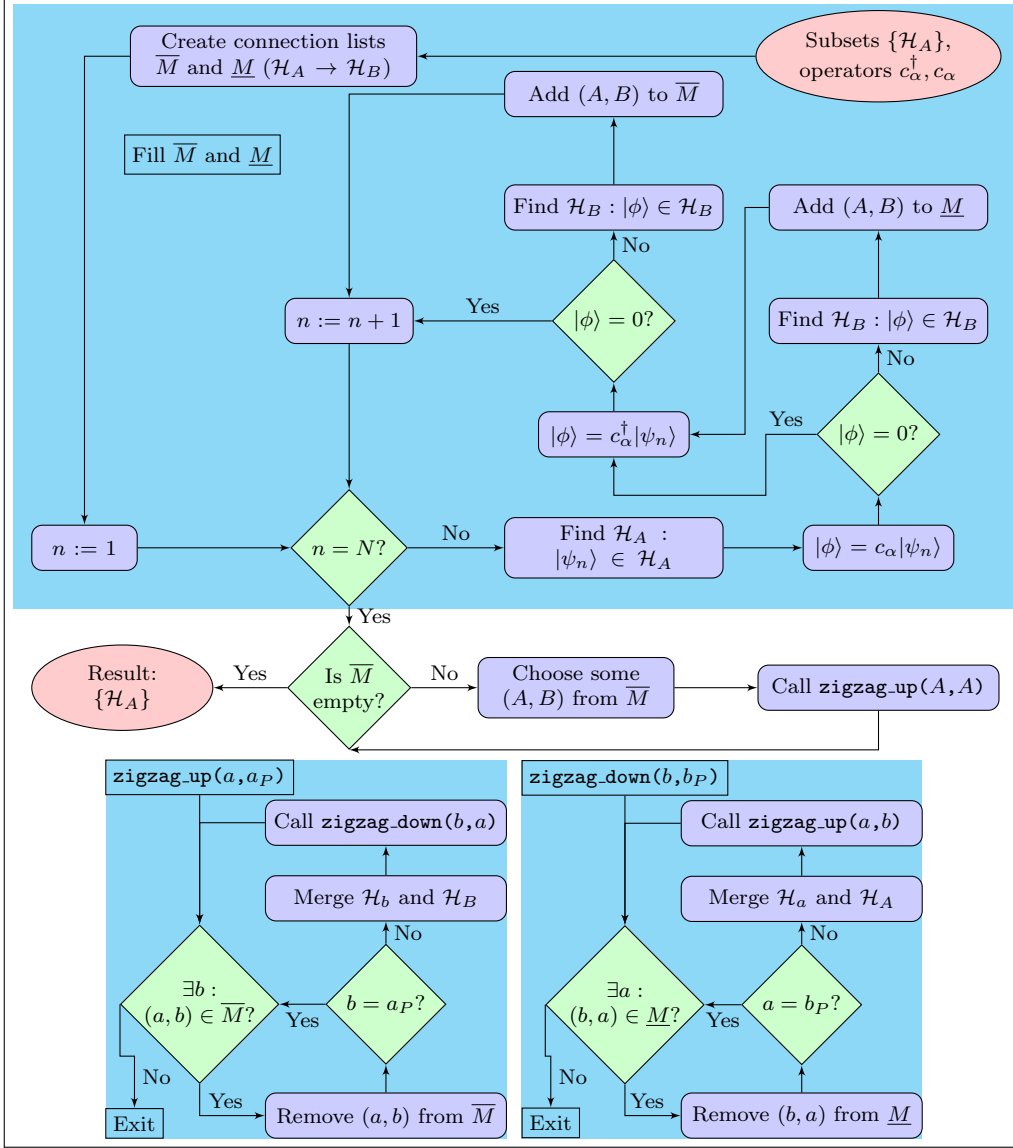 Create connection lists
M̅ and M̲ (ℋ_A → ℋ_B)
Subsets {ℋ_A},
operators c†_α, c_α
Add (A, B) to M̅
Fill M̅ and M̲
Find ℋ_B : |ϕ⟩ ∈ ℋ_B
Add (A, B) to M̲
No
n := n + 1
Yes
|ϕ⟩ = 0?
Find ℋ_B : |ϕ⟩ ∈ ℋ_B
No
|ϕ⟩ = c†_α|ψ_n⟩
Yes
|ϕ⟩ = 0?
n := 1
n = N?
No
Find ℋ_A :
|ψ_n⟩ ∈ ℋ_A
|ϕ⟩ = c_α|ψ_n⟩
Yes
Result:
{ℋ_A}
Yes
Is M̅
empty?
No
Choose some
(A, B) from M̅
Call zigzag_up(A,A)
zigzag_up(a,a_P)
Call zigzag_down(b,a)
Merge ℋ_b and ℋ_B
No
∃b :
(a, b) ∈ M̅?
Yes
b = a_P?
No
Yes
Exit
Remove (a, b) from M̅
zigzag_down(b,b_P)
Call zigzag_up(a,b)
Merge ℋ_a and ℋ_A
No
∃a :
(b, a) ∈ M̲?
Yes
a = b_P?
No
Yes
Exit
Remove (b, a) from M̲